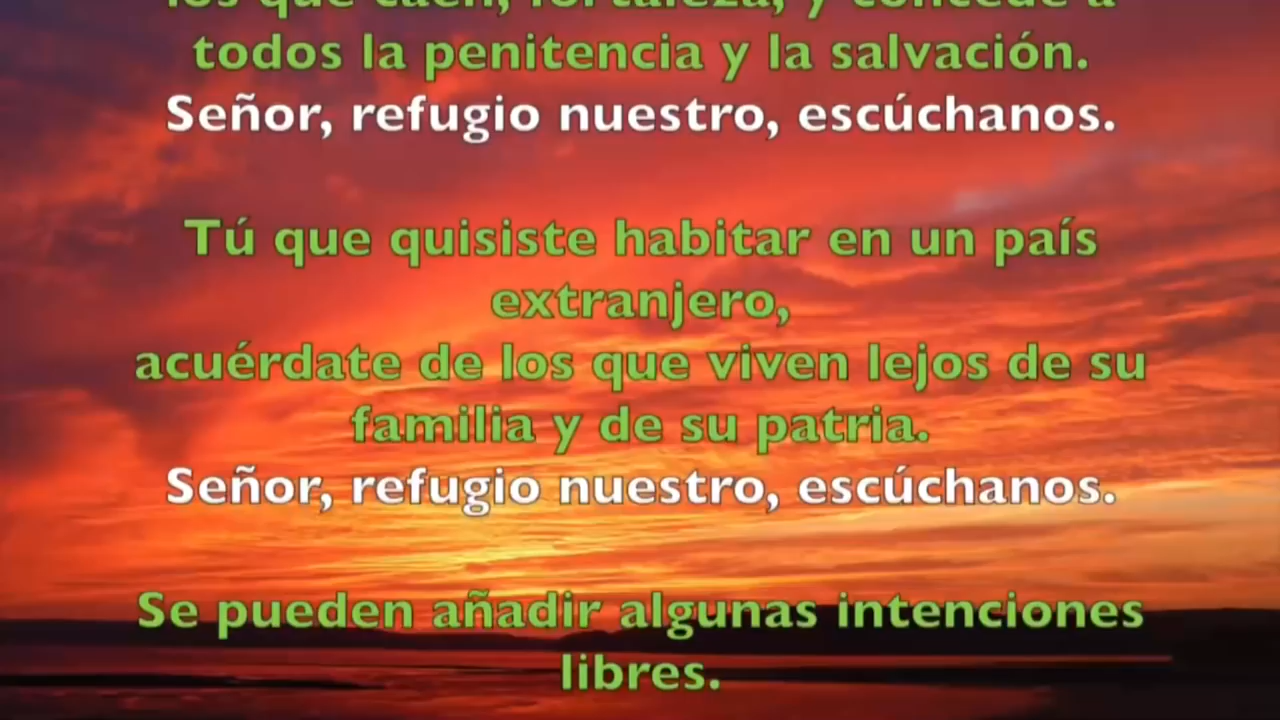 los que caen, fortaleza, y concede a
todos la penitencia y la salvación.
Señor, refugio nuestro, escúchanos.
Tú que quisiste habitar en un país
extranjero,
acuérdate de los que viven lejos de su
familia y de su patria.
Señor, refugio nuestro, escúchanos.
Se pueden añadir algunas intenciones
libres.